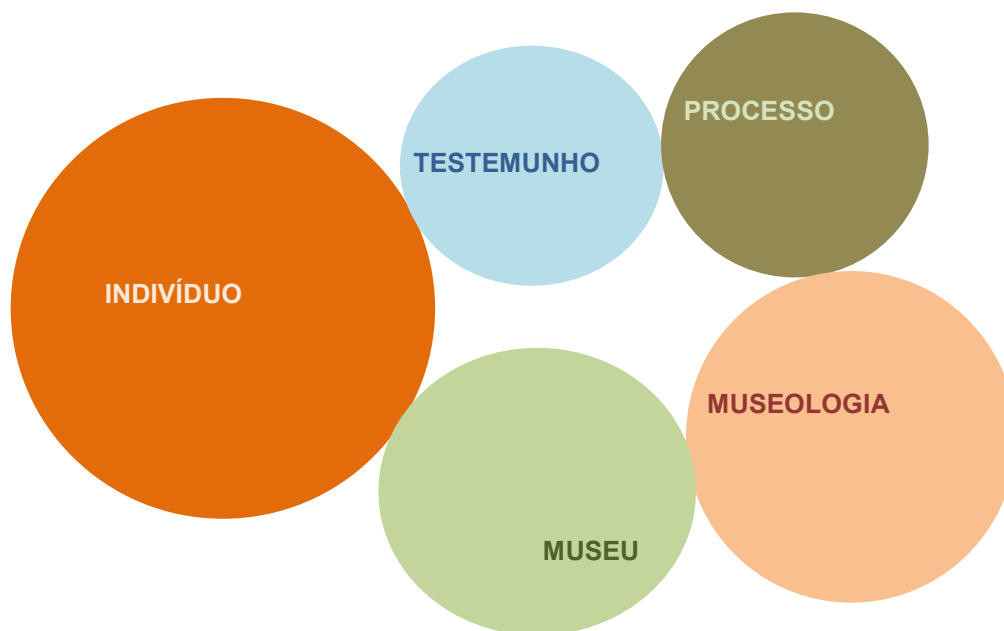 PROCESSO
TESTEMUNHO
INDIVÍDUO
MUSEOLOGIA
MUSEU